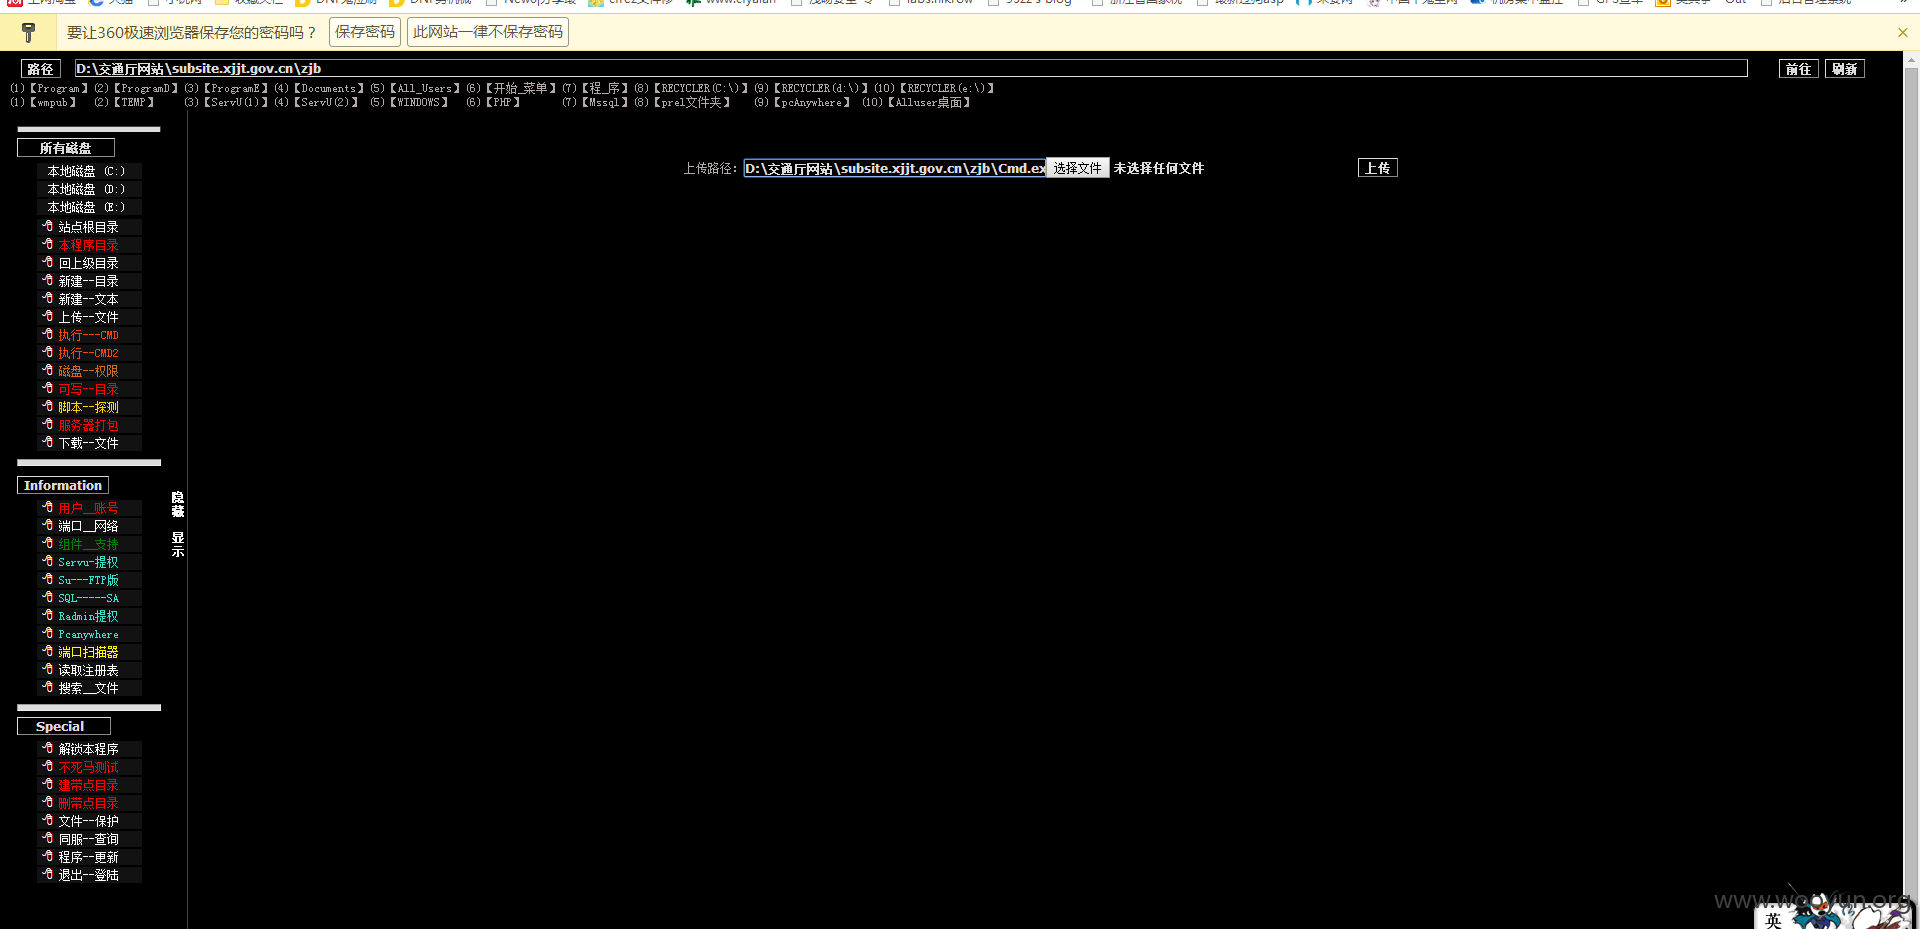 要让360极速浏览器保存您的密码吗？ 保存密码 此网站一律不保存密码
路径 D:\交通厅网站\subsite.xjjt.gov.cn\zjb 前往 刷新
(1)【Program】(2)【ProgramD】(3)【ProgramE】(4)【Documents】(5)【All_Users】(6)【开始_菜单】(7)【程_序】(8)【RECYCLER(C:\)】(9)【RECYCLER(d:\)】(10)【RECYCLER(e:\)】
(1)【wmpub】 (2)【TEMP】 (3)【ServU(1)】(4)【ServU(2)】 (5)【WINDOWS】 (6)【PHP】 (7)【Mssql】(8)【prel文件夹】 (9)【pcAnywhere】 (10)【Alluser桌面】
所有磁盘
上传路径: D:\交通厅网站\subsite.xjjt.gov.cn\zjb\Cmd.ex 选择文件 未选择任何文件 上传
本地磁盘 (C:)
本地磁盘 (D:)
本地磁盘 (E:)
站点根目录
本程序目录
回上级目录
新建--目录
新建--文本
上传--文件
执行---CMD
执行--CMD2
磁盘--权限
可写--目录
脚本--探测
服务器打包
下载--文件
Information
用户__账号
端口__网络
组件__支持
Servu-提权
Su---FTP版
SQL-----SA
Radmin提权
Pcanywhere
端口扫描器
读取注册表
搜索__文件
隐藏 显示
Special
解锁本程序
不死马测试
建带点目录
删带点目录
文件--保护
同服--查询
程序--更新
退出--登陆
www.wooyun.org
英